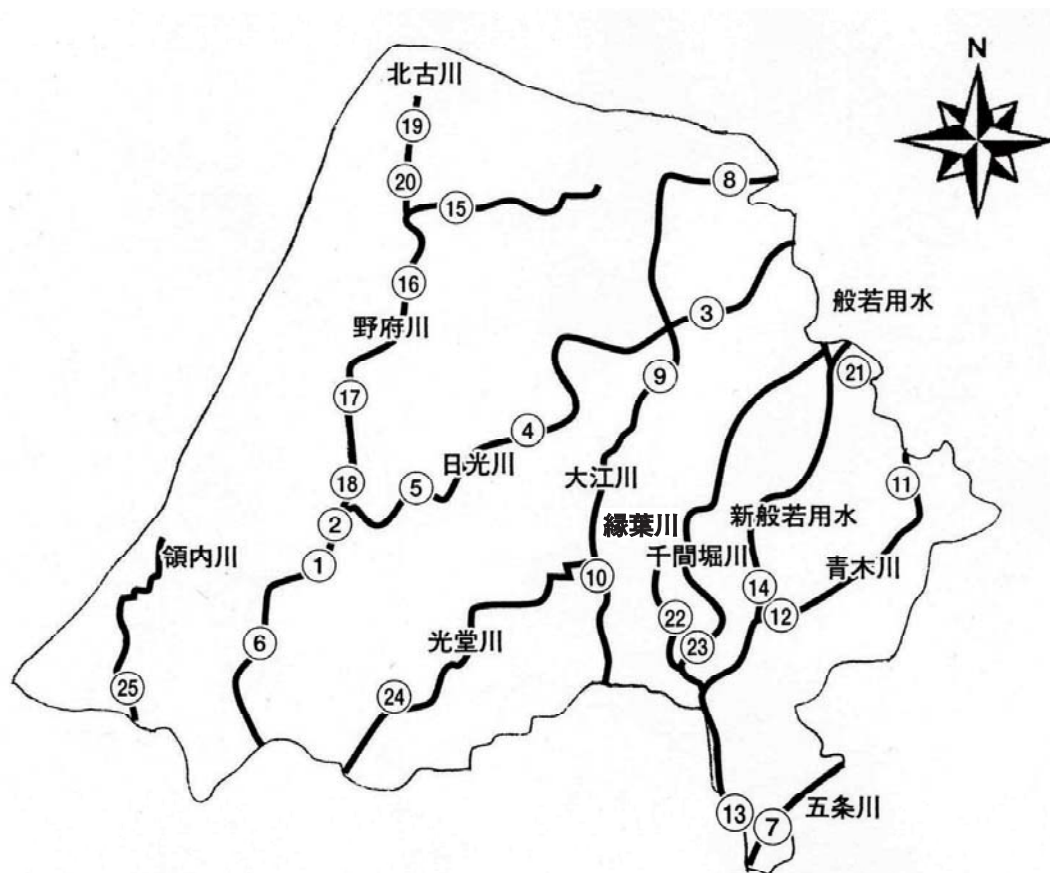 N
北古川
⑲
⑳
⑮
⑧
⑯
野府川
③
般若用水
⑰
⑨
㉑
④
日光川
⑱
⑤
大江川
⑪
②
縁葉川
新般若用水
領内川
①
千間堀川
青木川
⑩
⑭
⑫
⑥
光堂川
㉒
㉓
㉕
㉔
⑬
⑦
五条川